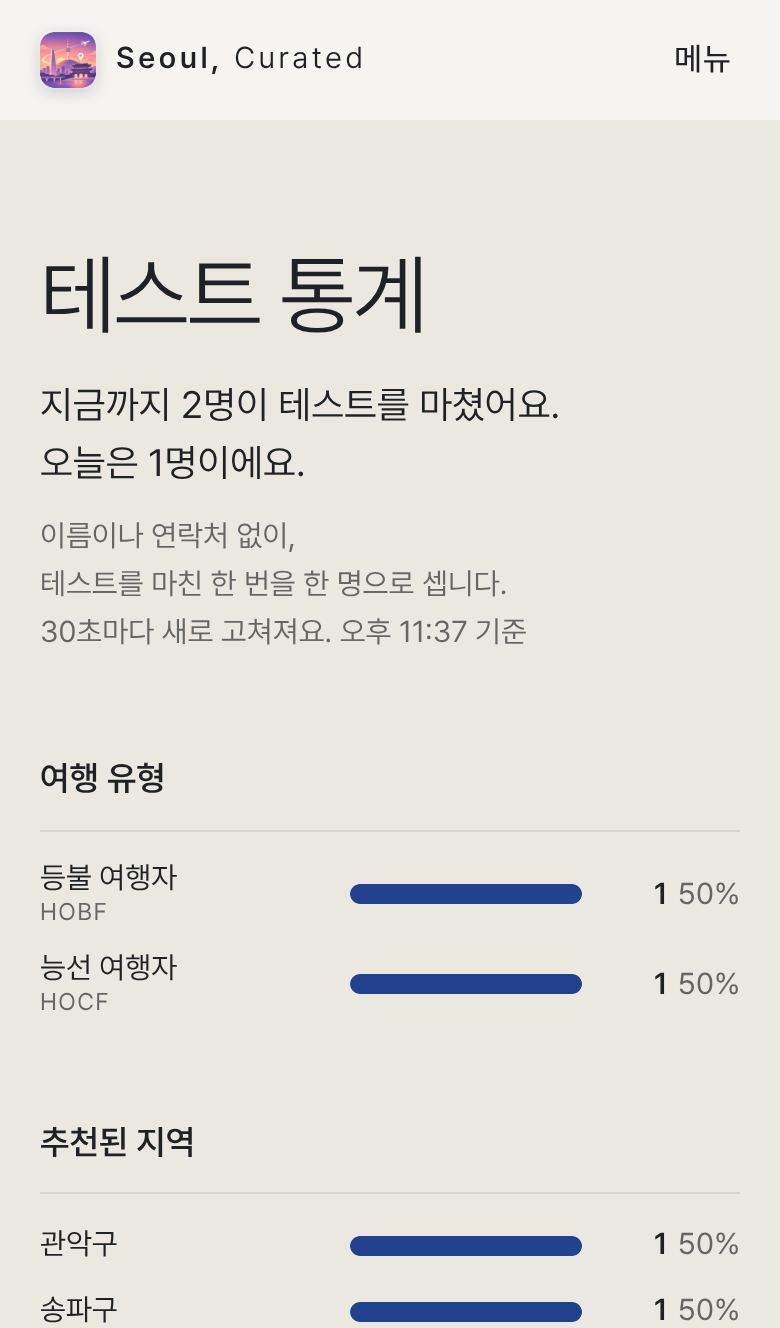 Seoul, Curated
메뉴
테스트 통계
지금까지 2명이 테스트를 마쳤어요.
오늘은 1명이에요.
이름이나 연락처 없이,
테스트를 마친 한 번을 한 명으로 셉니다.
30초마다 새로 고쳐져요. 오후 11:37 기준
여행 유형
등불 여행자
HOBF
1 50%
능선 여행자
HOCF
1 50%
추천된 지역
관악구
1 50%
송파구
1 50%